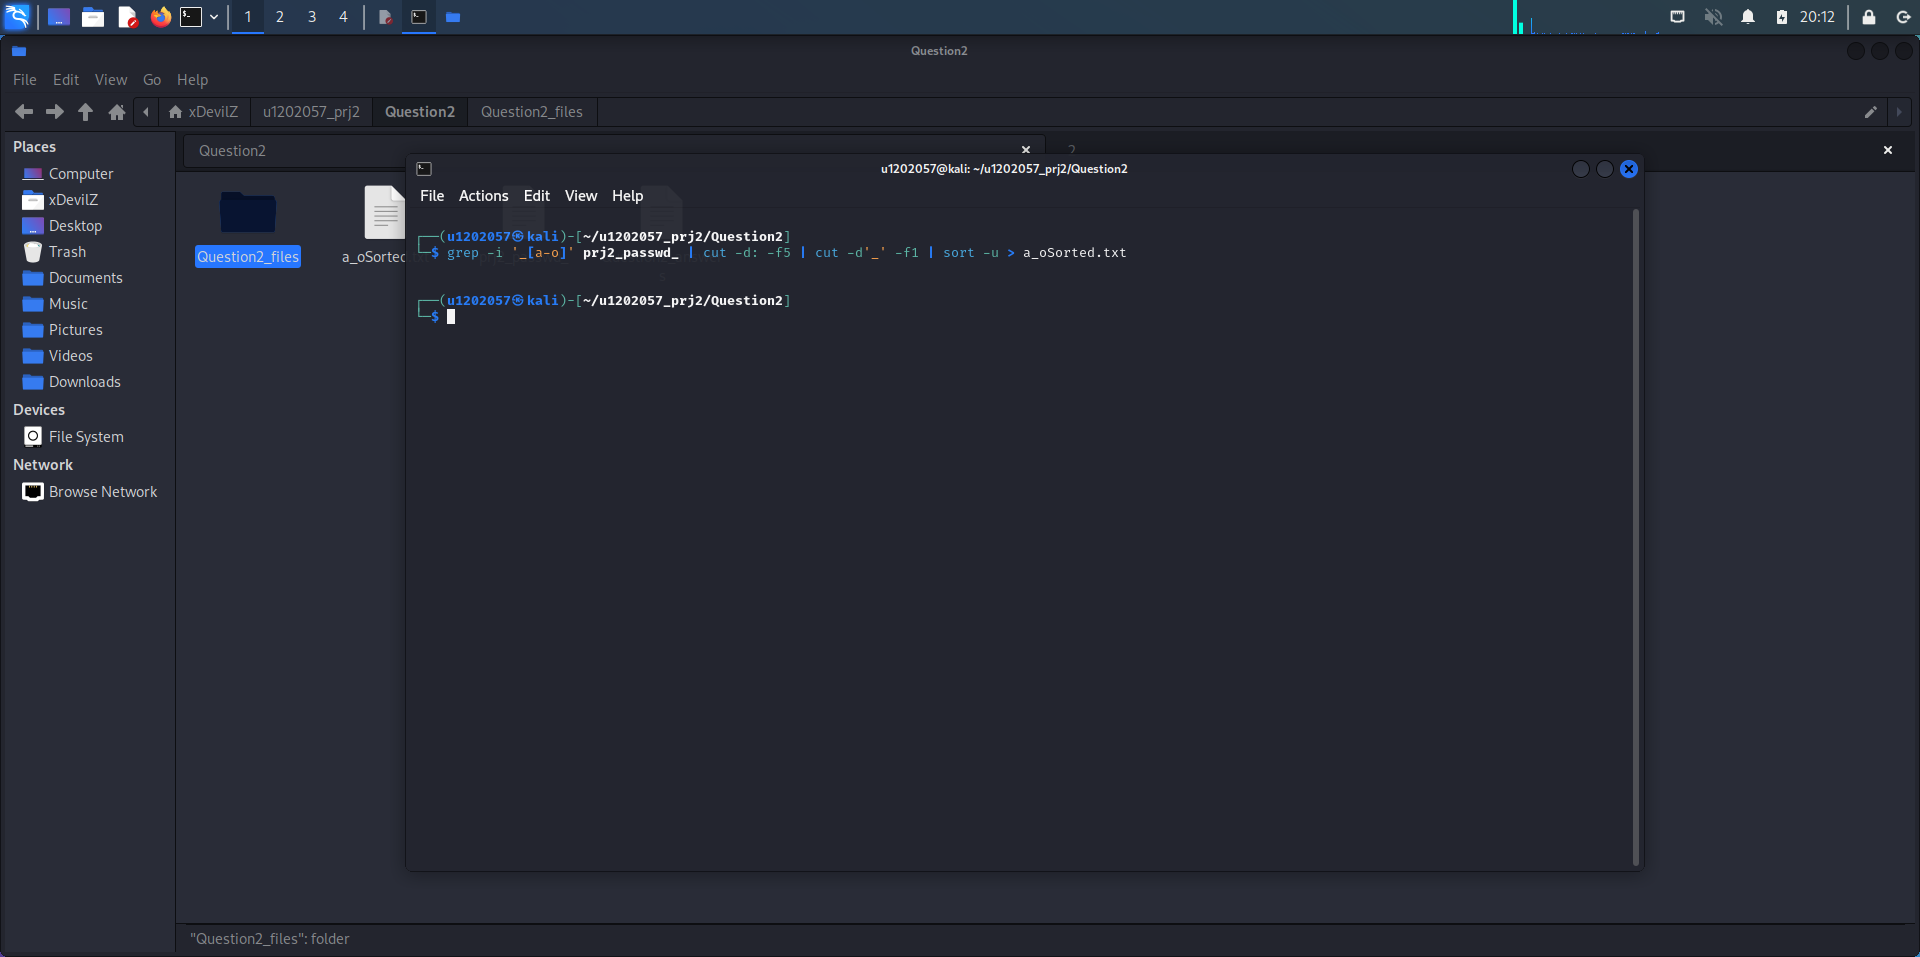 1 2 3 4 20:12
Question2
File Edit View Go Help
xDevilZ u1202057_prj2 Question2 Question2_files
Places
Computer
xDevilZ
Desktop
Trash
Documents
Music
Pictures
Videos
Downloads
Devices
File System
Network
Browse Network
Question2
2
Question2_files
a_oSorted.
u1202057@kali: ~/u1202057_prj2/Question2
File Actions Edit View Help
┌──(u1202057㉿kali)-[~/u1202057_prj2/Question2]
└─$ grep -i '_[a-o]' prj2_passwd_ | cut -d: -f5 | cut -d'_' -f1 | sort -u > a_oSorted.txt
┌──(u1202057㉿kali)-[~/u1202057_prj2/Question2]
└─$
"Question2_files": folder